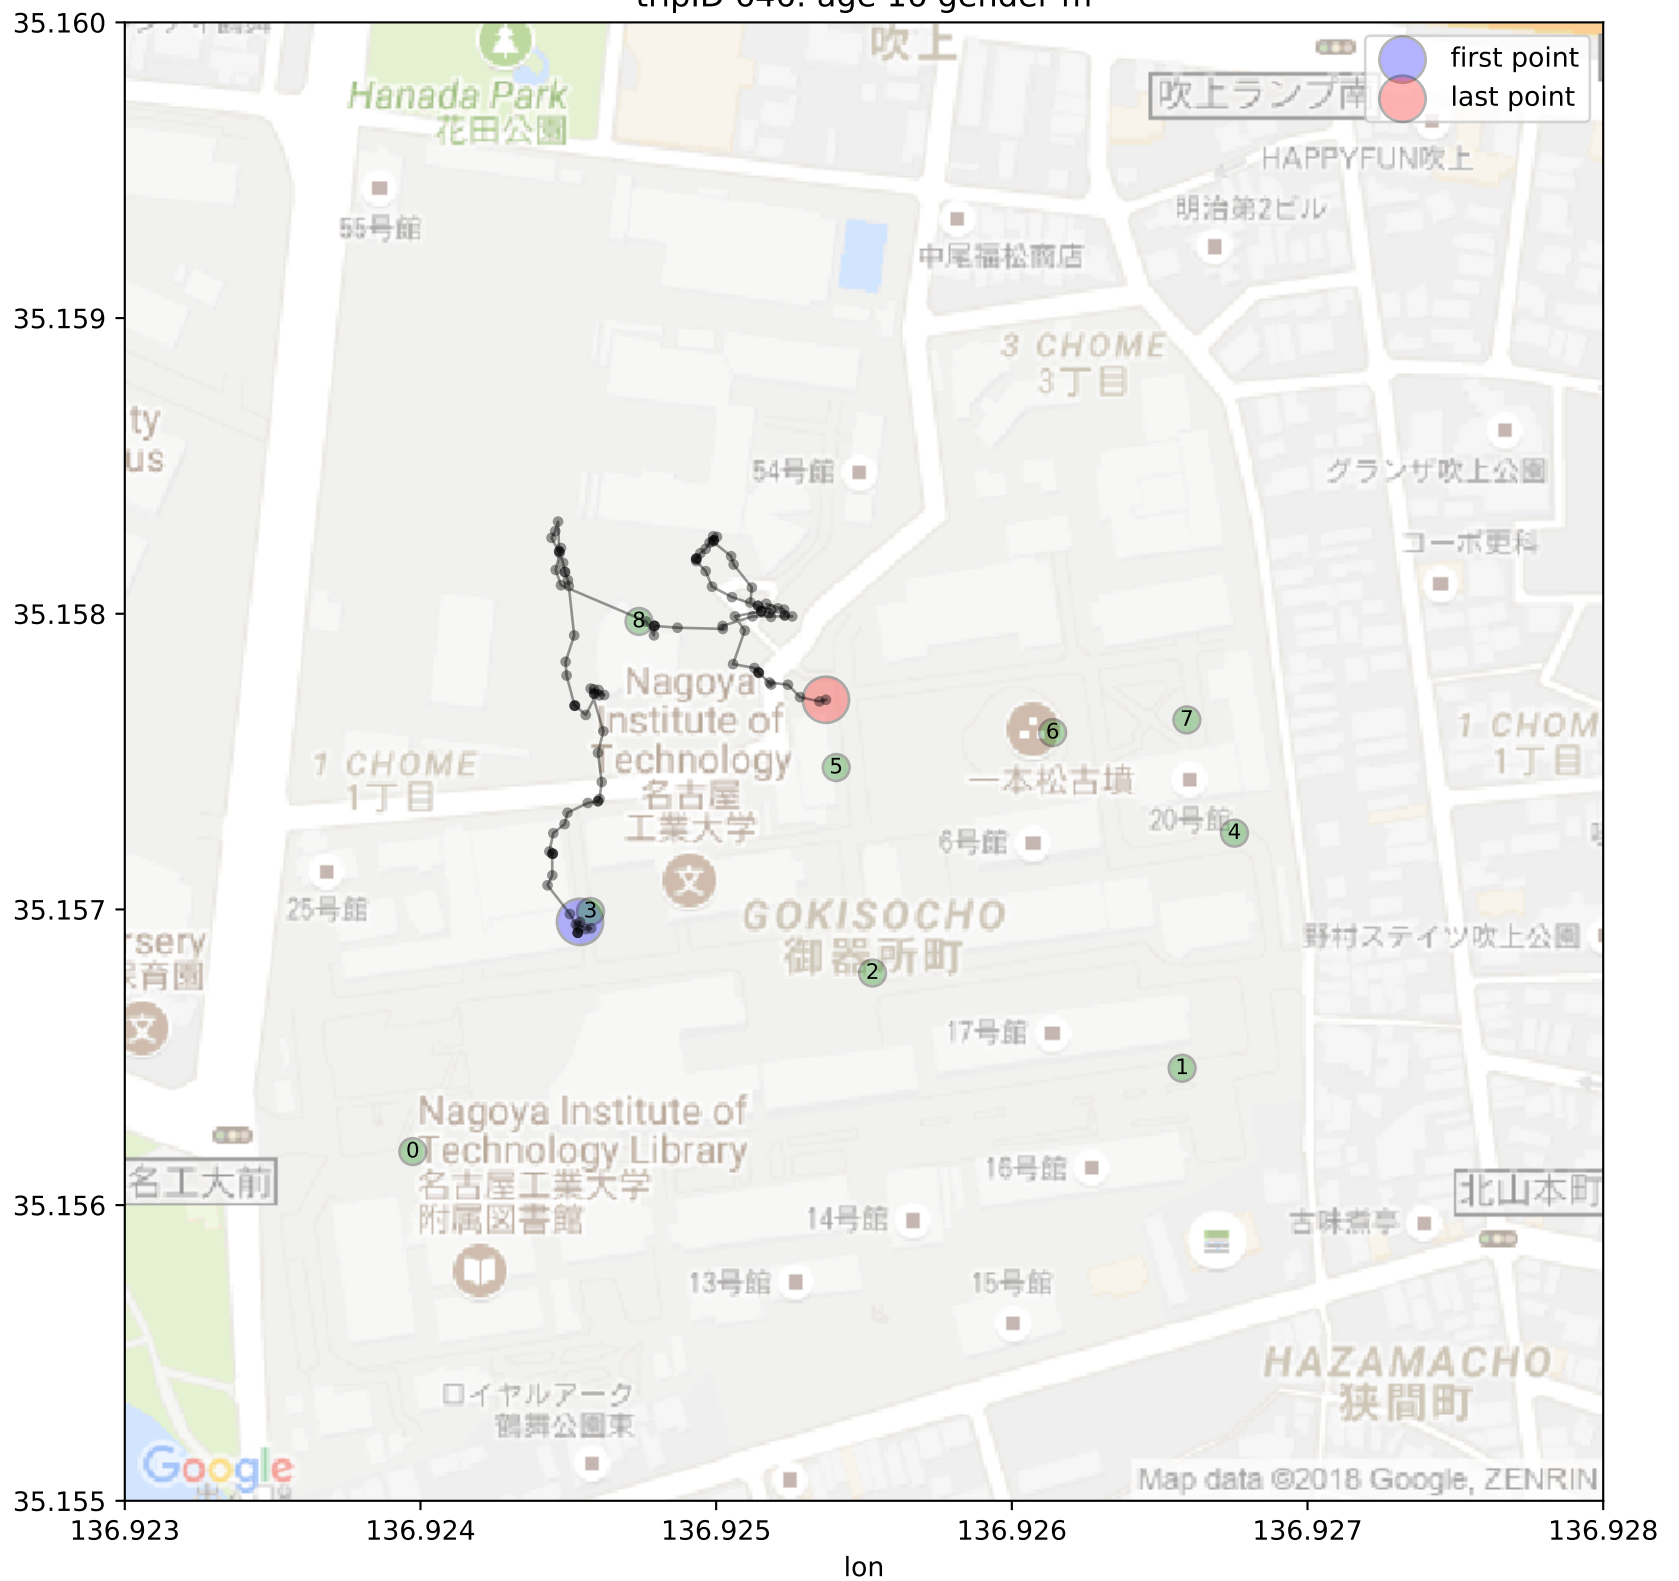 35.160
吹上
first point
last point
吹上ランプ南
Hanada Park
花田公園
HAPPYFUN吹上
明治第2ビル
55号館
中尾福松商店
35.159
3 CHOME
3丁目
ty
us
54号館
グランザ吹上公園
コーポ更科
35.158
8
Nagoya
Institute of
Technology
名古屋
工業大学
7
6
5
1 CHOME
1丁目
一本松古墳
1 CHOM
1丁目
20号館
4
6号館
25号館
35.157
3
GOKISOCHO
御器所町
rsery
育園
野村ステイツ吹上公園
2
17号館
1
Nagoya Institute of
Technology Library
名古屋工業大学
附属図書館
0
名工大前
16号館
北山本町
35.156
14号館
古味煮亭
13号館
15号館
HAZAMACHO
狭間町
ロイヤルアーク
鶴舞公園東
Google
Map data ©2018 Google, ZENRIN
35.155
136.923
136.924
136.925
136.926
136.927
136.928
lon